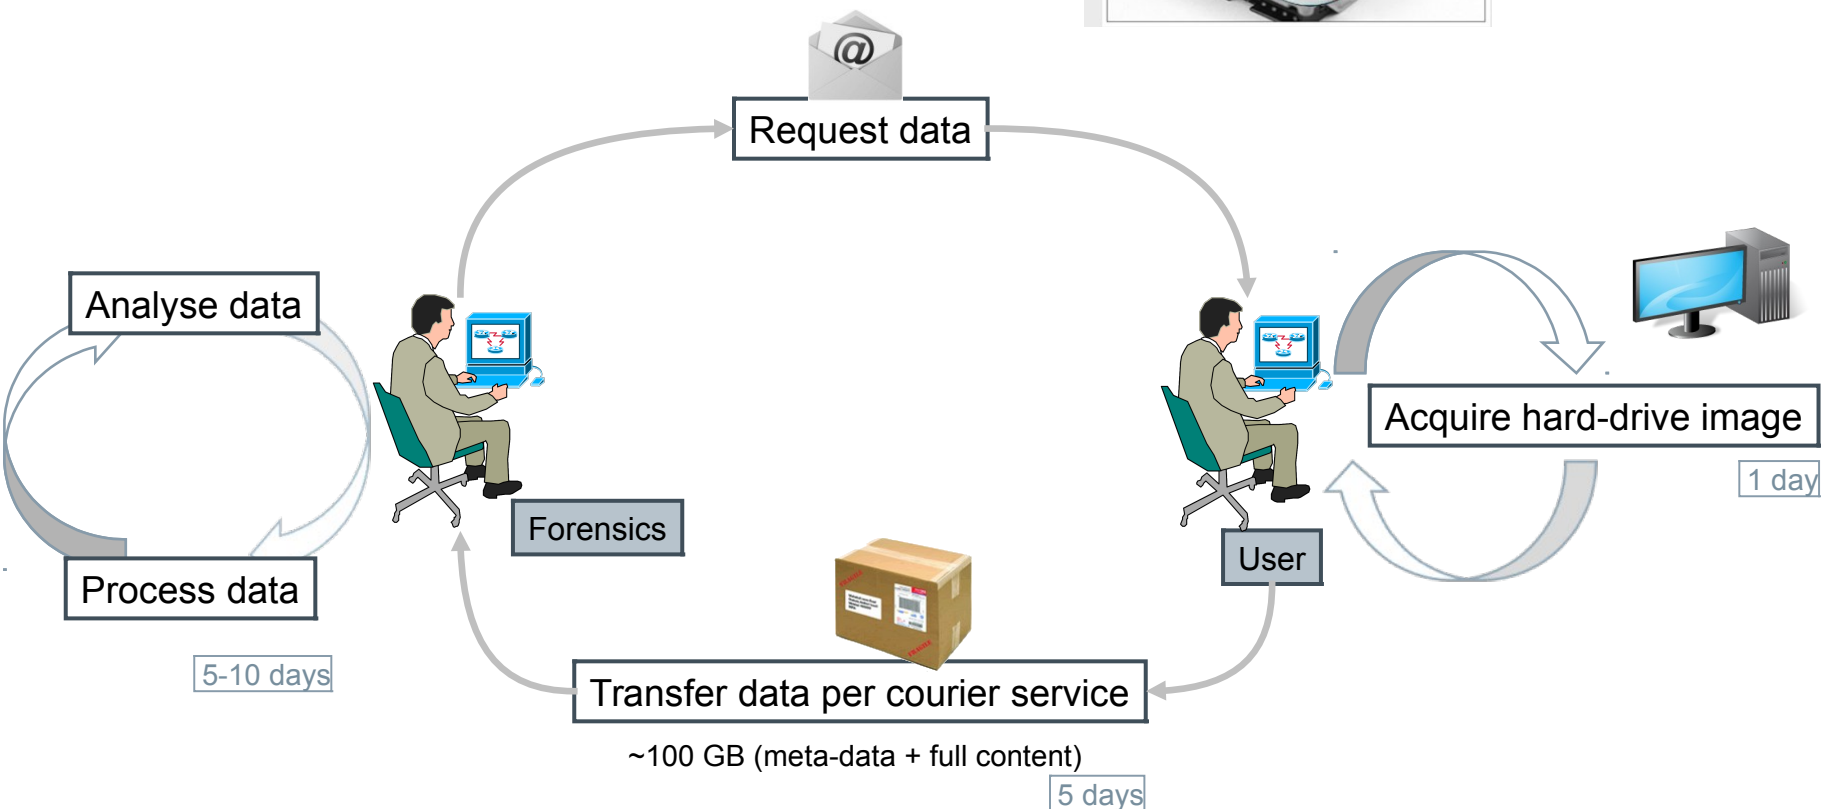 @
Request data
Analyse data
Acquire hard-drive image
1 day
Forensics
User
Process data
5-10 days
Transfer data per courier service
~100 GB (meta-data + full content)
5 days